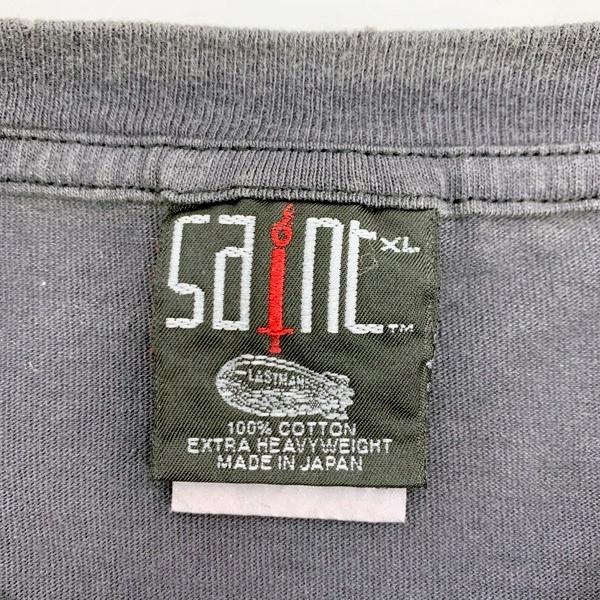 saint XL
TM
LASTMAN
100% COTTON
EXTRA HEAVYWEIGHT
MADE IN JAPAN